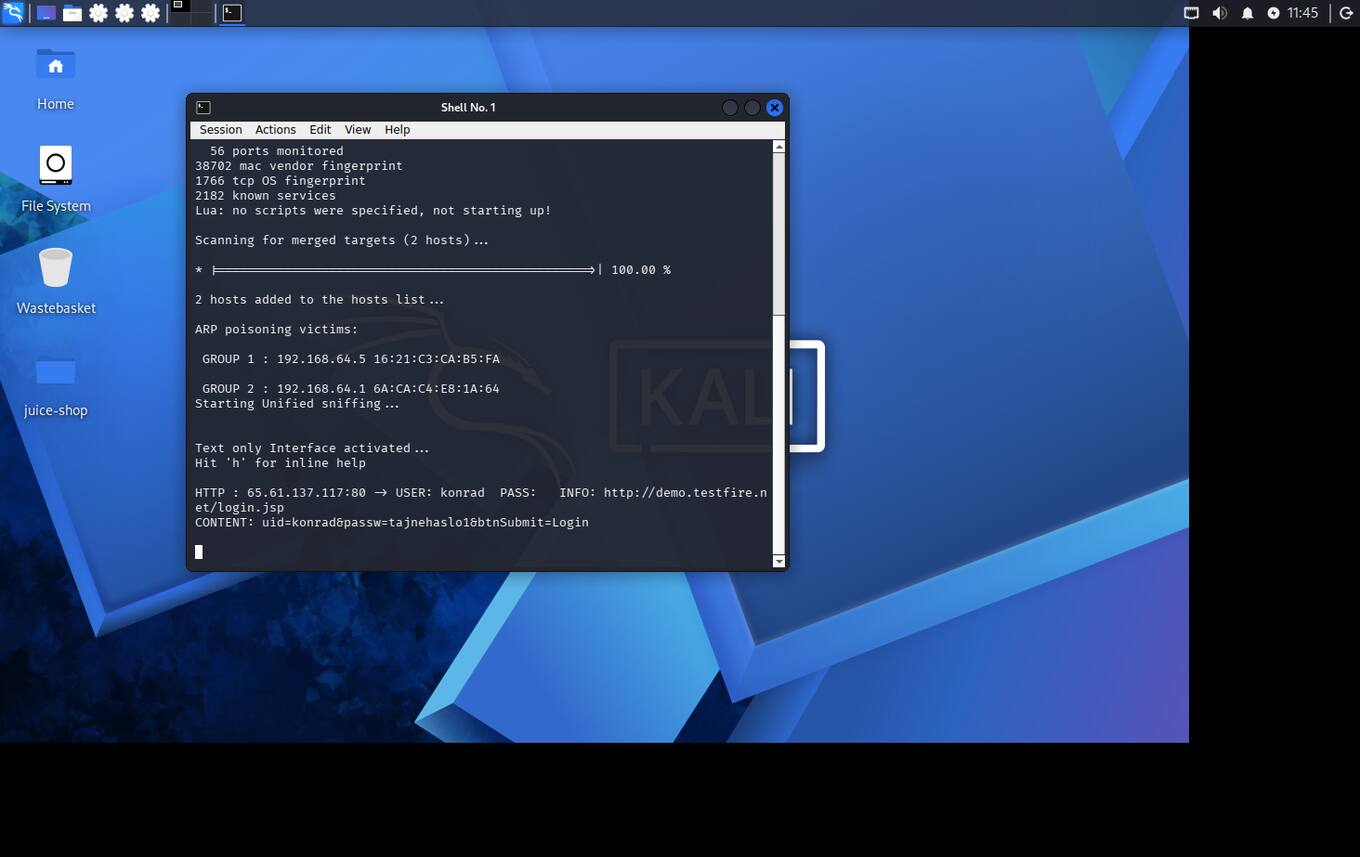 11:45
Home
File System
Wastebasket
juice-shop
Shell No. 1
Session Actions Edit View Help
56 ports monitored
38702 mac vendor fingerprint
1766 tcp OS fingerprint
2182 known services
Lua: no scripts were specified, not starting up!
Scanning for merged targets (2 hosts)...
* |==================================================>| 100.00 %
2 hosts added to the hosts list...
ARP poisoning victims:
GROUP 1 : 192.168.64.5 16:21:C3:CA:B5:FA
GROUP 2 : 192.168.64.1 6A:CA:C4:E8:1A:64
Starting Unified sniffing...
Text only Interface activated...
Hit 'h' for inline help
HTTP : 65.61.137.117:80 -> USER: konrad  PASS:   INFO: http://demo.testfire.n
et/login.jsp
CONTENT: uid=konrad&passw=tajnehaslo1&btnSubmit=Login
KALI